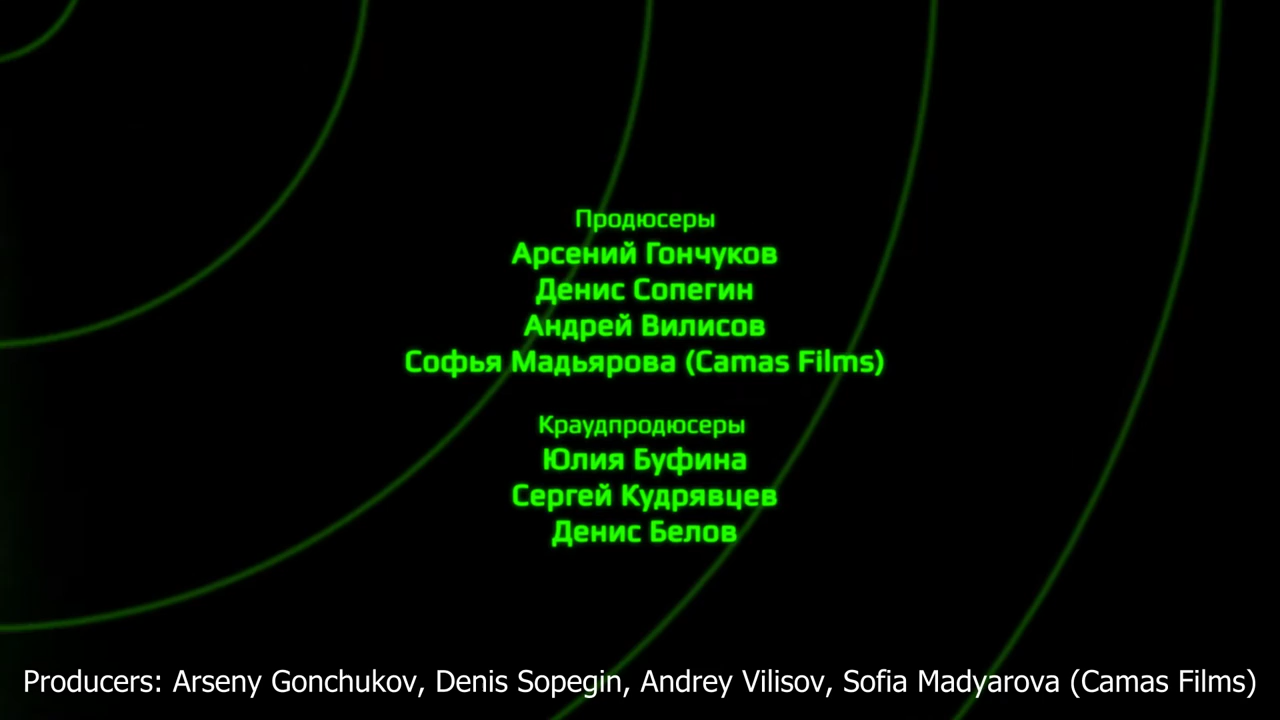 Продюсеры
Арсений Гончуков
Денис Сопегин
Андрей Вилисов
Софья Мадьярова (Camas Films)
Краудпродюсеры
Юлия Буфина
Сергей Кудрявцев
Денис Белов
Producers: Arseny Gonchukov, Denis Sopegin, Andrey Vilisov, Sofia Madyarova (Camas Films)